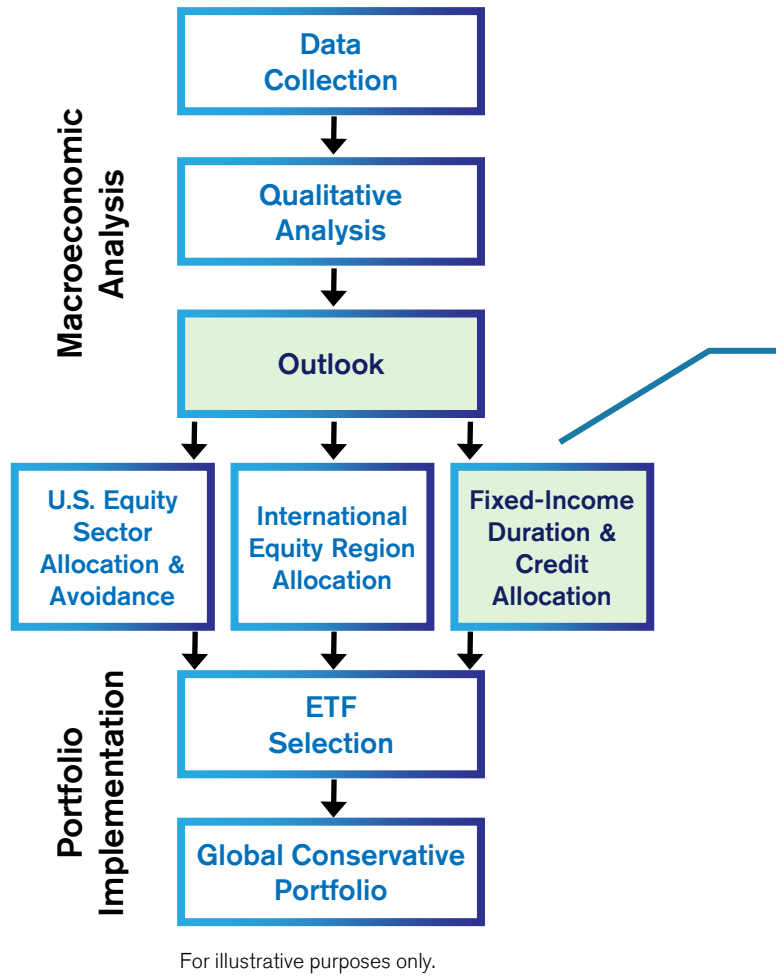 Macroeconomic
Analysis
Data
Collection
Qualitative
Analysis
Outlook
U.S. Equity
Sector
Allocation &
Avoidance
International
Equity Region
Allocation
Fixed-Income
Duration &
Credit
Allocation
Portfolio
Implementation
ETF
Selection
Global Conservative
Portfolio
For illustrative purposes only.